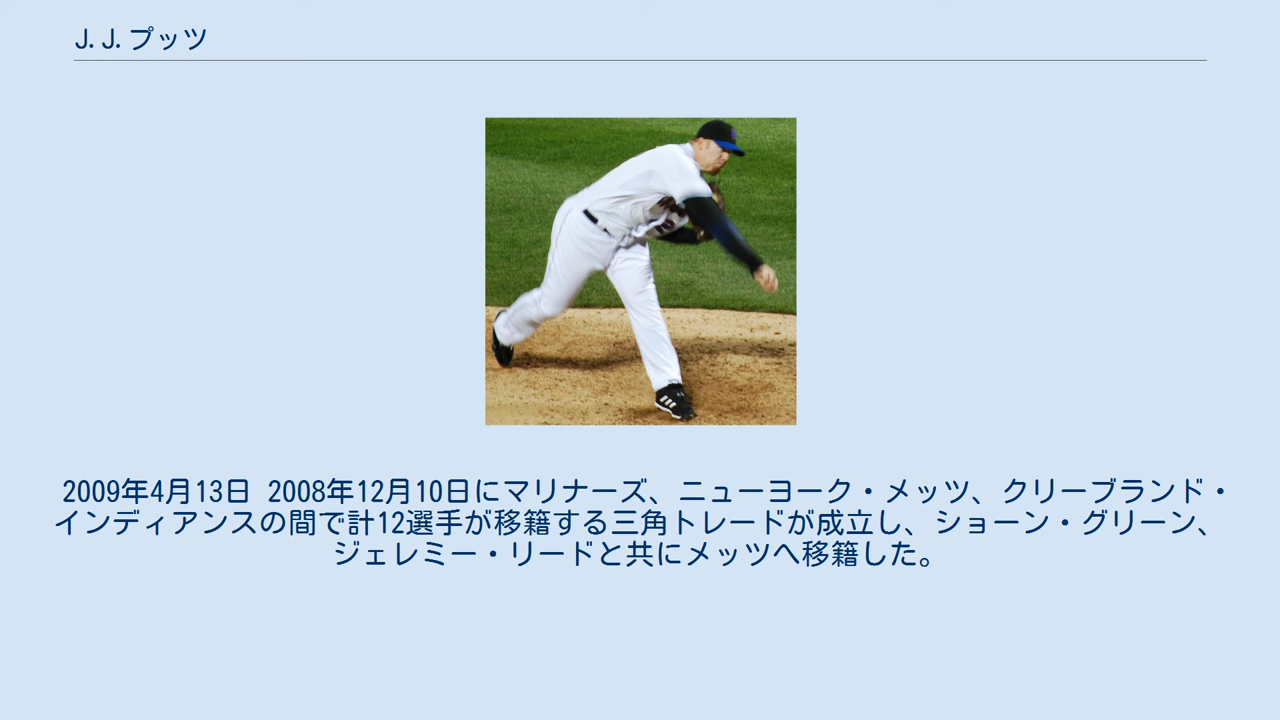 J.J.プッツ
2009年4月13日 2008年12月10日にマリナーズ、ニューヨーク・メッツ、クリーブランド・
インディアンスの間で計12選手が移籍する三角トレードが成立し、ショーン・グリーン、
ジェレミー・リードと共にメッツへ移籍した。